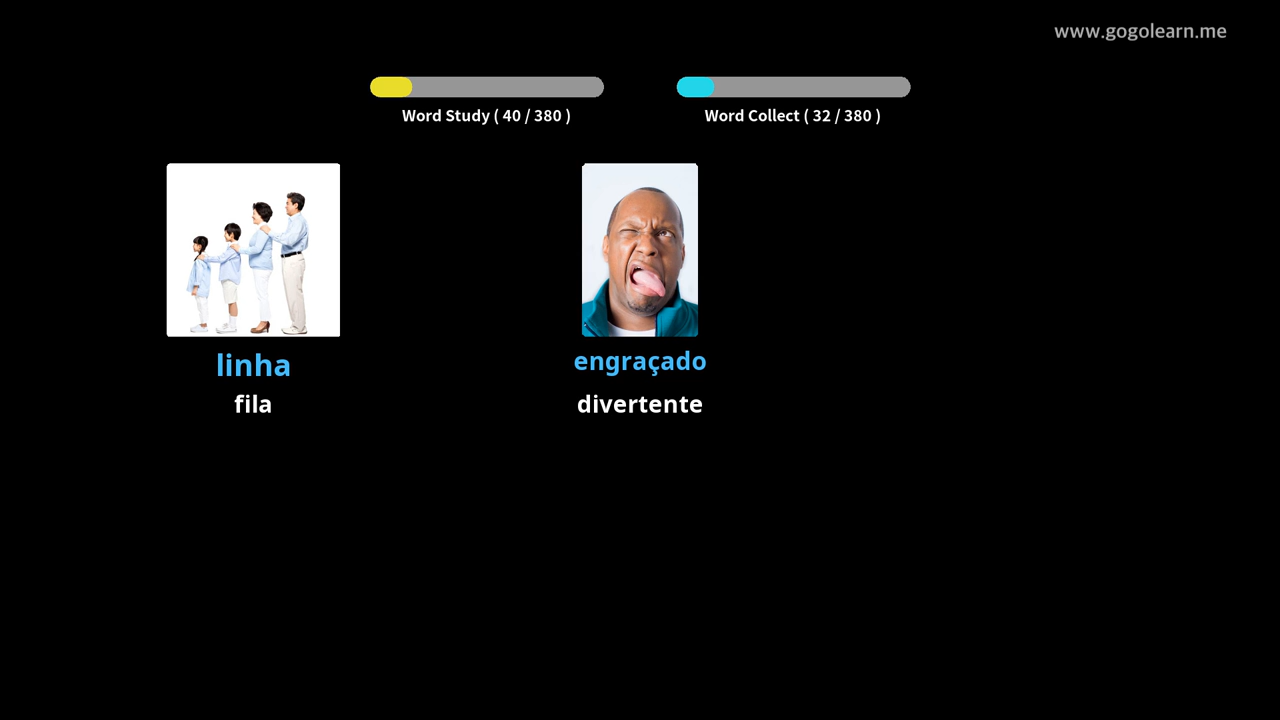 www.gogolearn.me
Word Study ( 40 / 380 )
Word Collect ( 32 / 380 )
linha
fila
engraçado
divertente